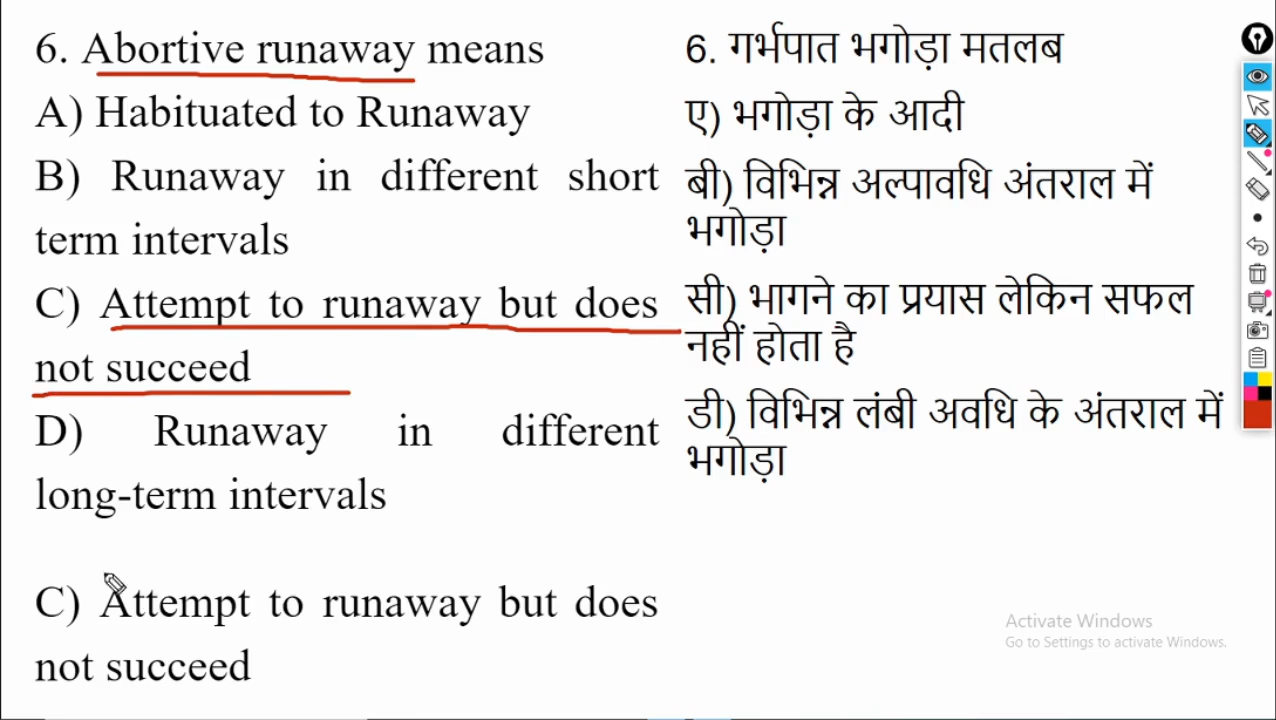 6. Abortive runaway means
A) Habituated to Runaway
B) Runaway in different short
term intervals
C) Attempt to runaway but does
not succeed
D) Runaway in different
long-term intervals
C) Attempt to runaway but does
not succeed
6. गर्भपात भगोड़ा मतलब
ए) भगोड़ा के आदी
बी) विभिन्न अल्पावधि अंतराल में
भगोड़ा
सी) भागने का प्रयास लेकिन सफल
नहीं होता है
डी) विभिन्न लंबी अवधि के अंतराल में
भगोड़ा
Activate Windows
Go to Settings to activate Windows.